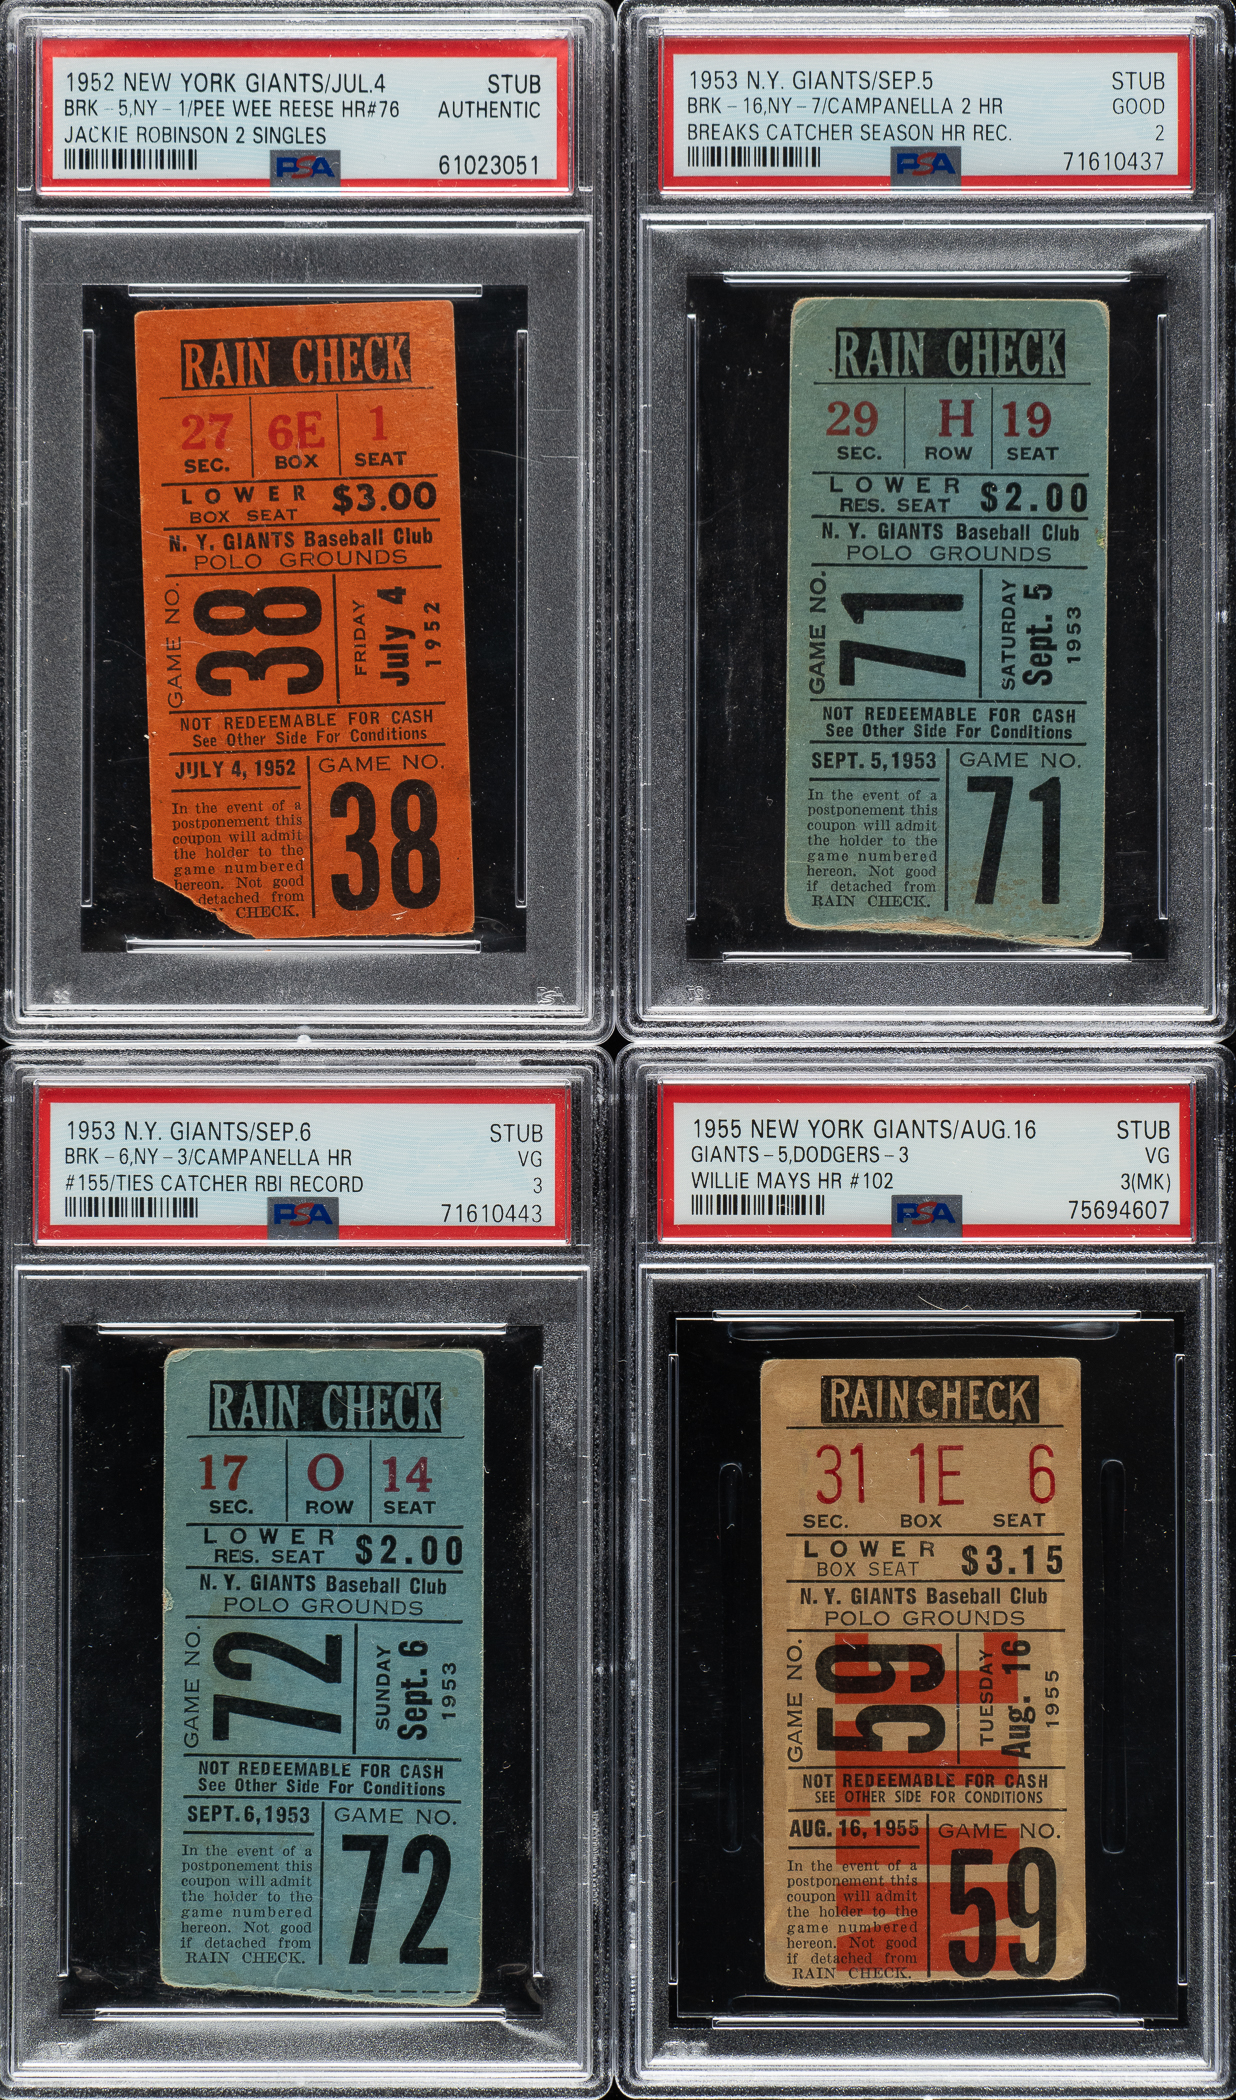 1952 NEW YORK GIANTS/JUL.4 STUB
BRK - 5,NY - 1/PEE WEE REESE HR#76 AUTHENTIC
JACKIE ROBINSON 2 SINGLES
PSA 61023051
RAIN CHECK
27 6E 1
SEC. BOX SEAT
LOWER $3.00
BOX SEAT
N. Y. GIANTS Baseball Club
POLO GROUNDS
GAME NO.
38
FRIDAY
July 4
1952
NOT REDEEMABLE FOR CASH
See Other Side For Conditions
JULY 4, 1952 GAME NO.
38
In the event of a
postponement this
coupon will admit
the holder to the
game numbered
hereon. Not good
detached from
CHECK.
1953 N.Y. GIANTS/SEP.5 STUB
BRK - 16,NY - 7/CAMPANELLA 2 HR GOOD
BREAKS CATCHER SEASON HR REC. 2
PSA 71610437
RAIN CHECK
29 H 19
SEC. ROW SEAT
LOWER $2.00
RES. SEAT
N. Y. GIANTS Baseball Club
POLO GROUNDS
GAME NO.
71
SATURDAY
Sept. 5
1953
NOT REDEEMABLE FOR CASH
See Other Side For Conditions
SEPT. 5, 1953 GAME NO.
71
In the event of a
postponement this
coupon will admit
the holder to the
game numbered
hereon. Not good
if detached from
RAIN CHECK.
1953 N.Y. GIANTS/SEP.6 STUB
BRK - 6,NY - 3/CAMPANELLA HR VG
#155/TIES CATCHER RBI RECORD 3
PSA 71610443
RAIN CHECK
17 O 14
SEC. ROW SEAT
LOWER $2.00
RES. SEAT
N. Y. GIANTS Baseball Club
POLO GROUNDS
GAME NO.
72
SUNDAY
Sept. 6
1953
NOT REDEEMABLE FOR CASH
See Other Side For Conditions
SEPT. 6, 1953 GAME NO.
72
In the event of a
postponement this
coupon will admit
the holder to the
game numbered
hereon. Not good
if detached from
RAIN CHECK.
1955 NEW YORK GIANTS/AUG.16 STUB
GIANTS - 5,DODGERS - 3 VG
WILLIE MAYS HR #102 3(MK)
PSA 75694607
RAIN CHECK
31 1E 6
SEC. BOX SEAT
LOWER $3.15
BOX SEAT
N. Y. GIANTS Baseball Club
POLO GROUNDS
GAME NO.
59
TUESDAY
Aug. 16
1955
NOT REDEEMABLE FOR CASH
SEE OTHER SIDE FOR CONDITIONS
AUG. 16, 1955 GAME NO.
59
In the event of a
postponement this
coupon will admit
the holder to the
game numbered
hereon. Not good
if detached from
RAIN CHECK.